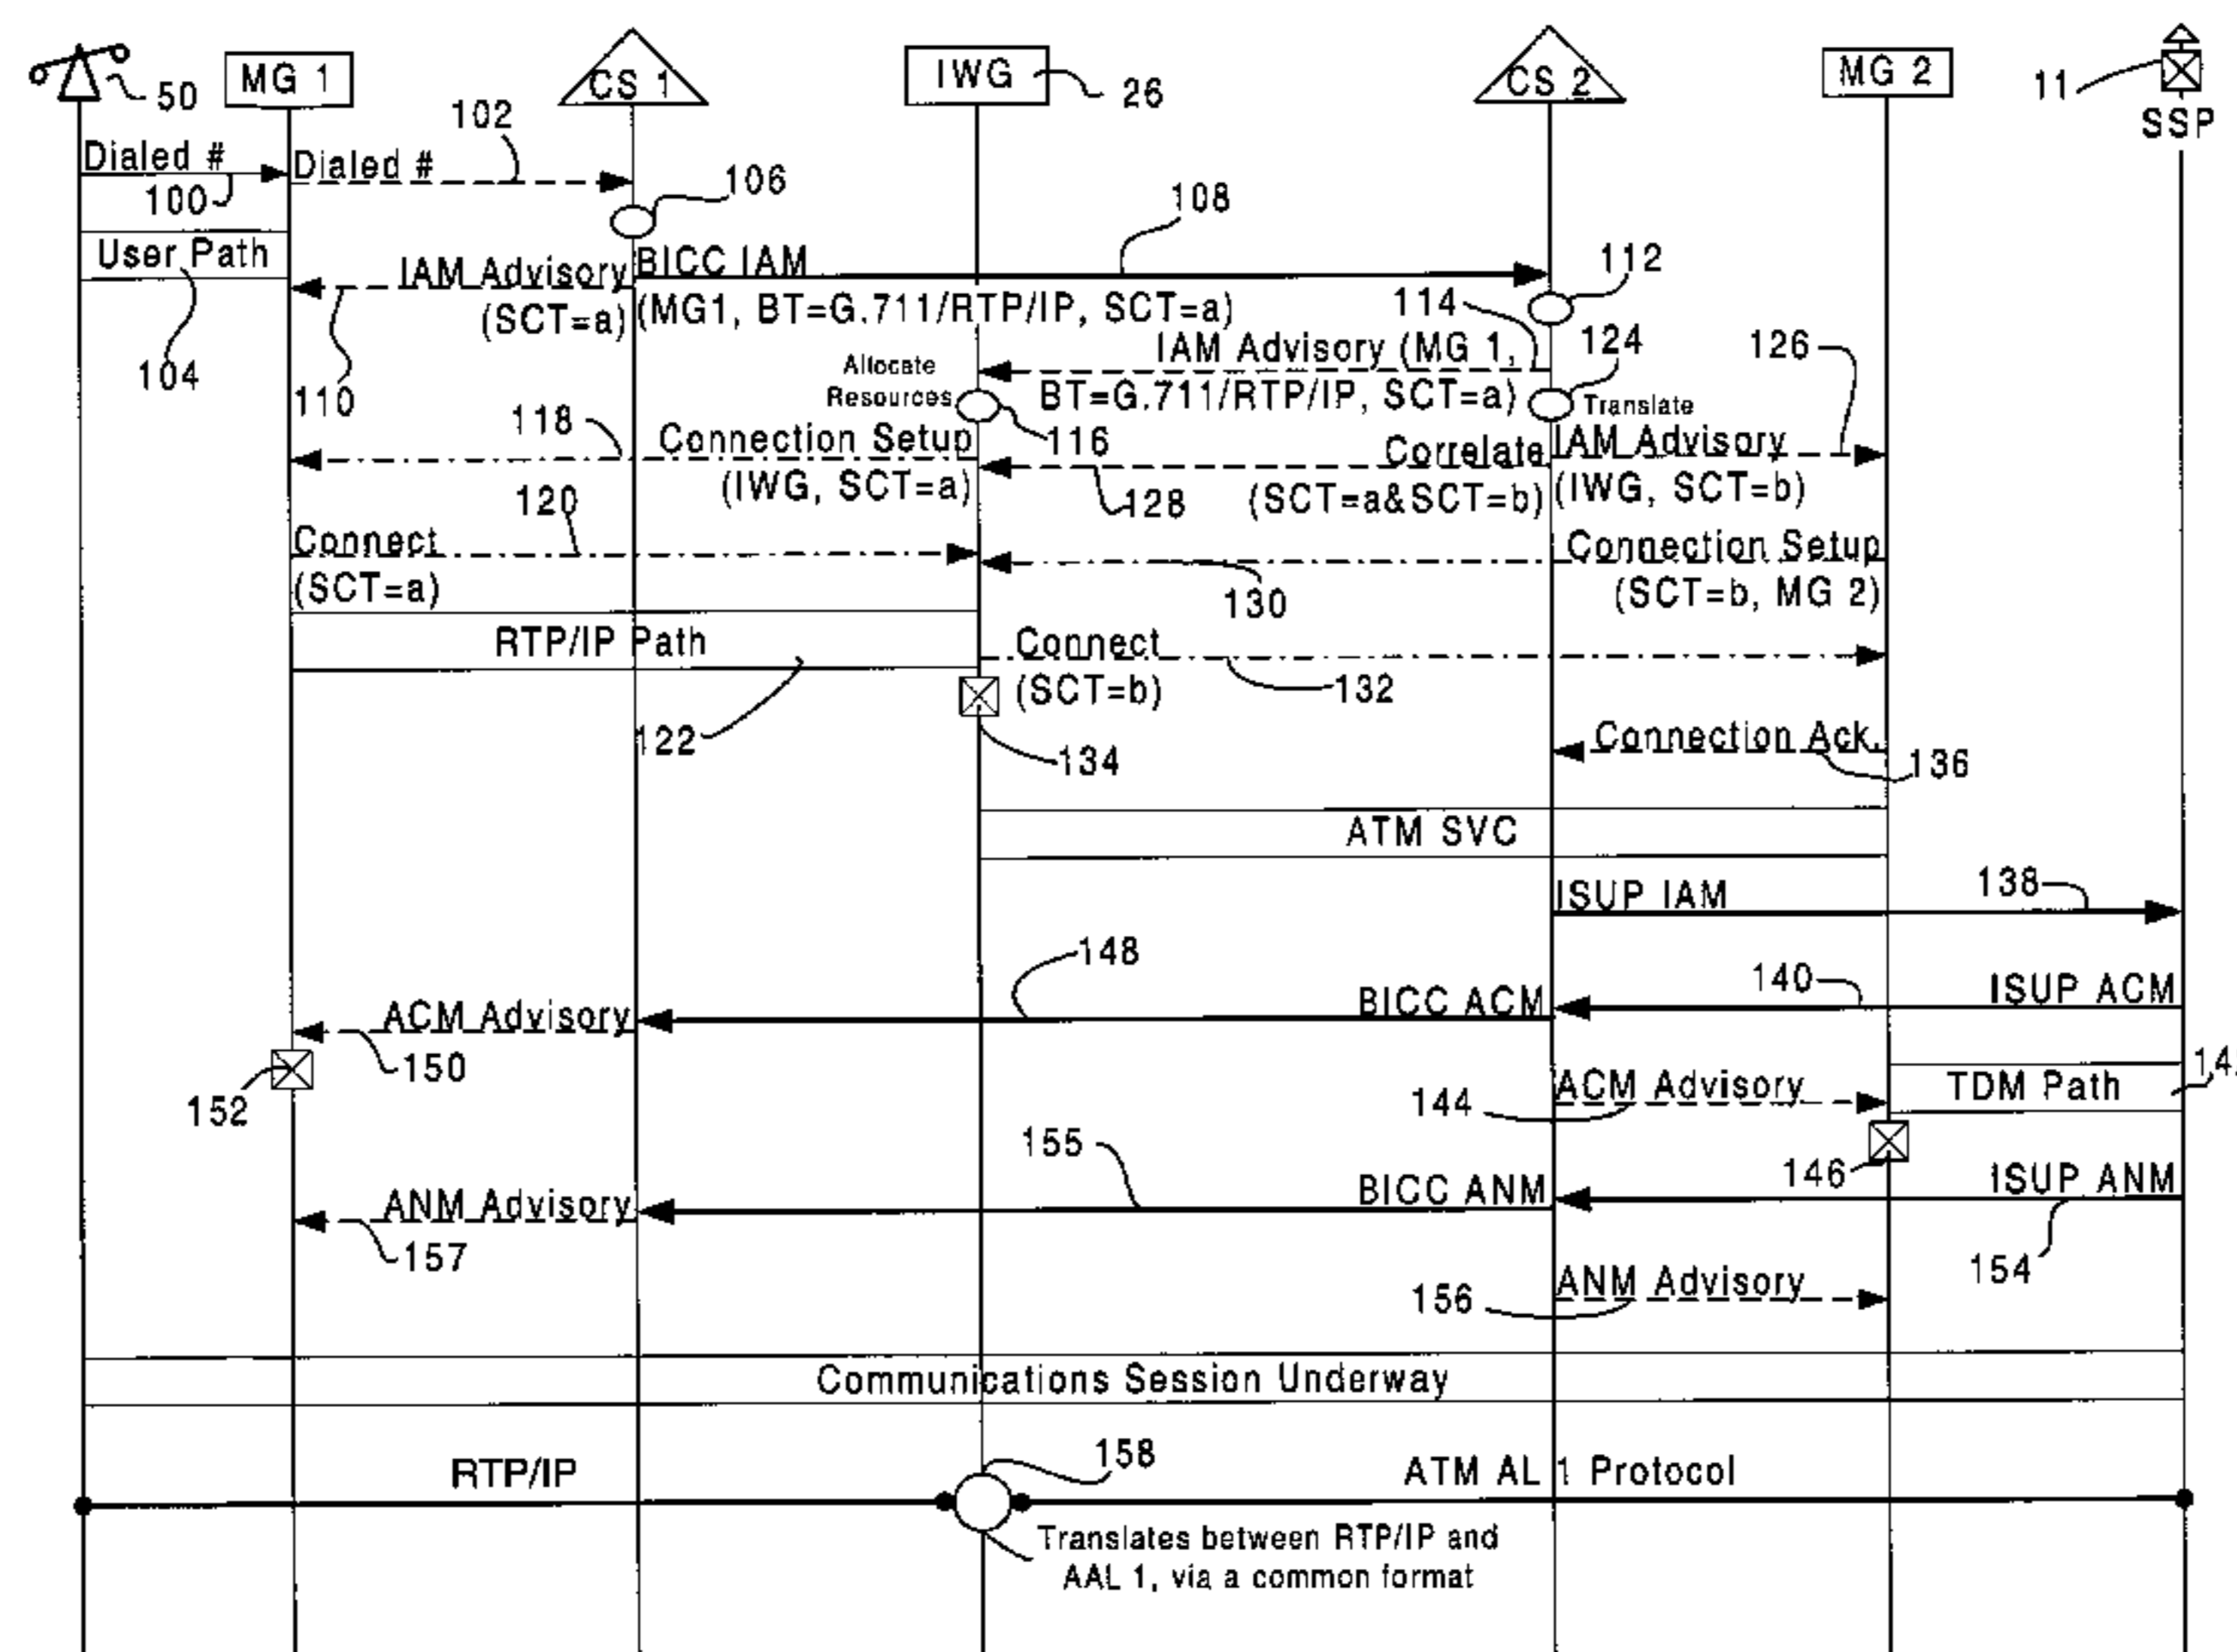 50
MG 1
CS 1
IWG
26
CS 2
MG 2
11
SSP
Dialed #
100
Dialed #
102
106
108
User Path
104
IAM Advisory
(SCT=a)
110
BICC IAM
(MG1, BT=G.711/RTP/IP, SCT=a)
112
114
IAM Advisory (MG 1,
BT=G.711/RTP/IP, SCT=a)
124
Translate
126
Allocate
Resources
116
118
Connection Setup
(IWG, SCT=a)
Correlate
(SCT=a&SCT=b)
128
IAM Advisory
(IWG, SCT=b)
120
Connect
(SCT=a)
Connection Setup
(SCT=b, MG 2)
130
RTP/IP Path
122
Connect
(SCT=b)
132
134
Connection Ack.
136
ATM SVC
ISUP IAM
138
148
140
ISUP ACM
BICC ACM
ACM Advisory
150
152
144
ACM Advisory
TDM Path
14
146
155
ISUP ANM
154
BICC ANM
ANM Advisory
157
156
ANM Advisory
Communications Session Underway
RTP/IP
158
ATM AL 1 Protocol
Translates between RTP/IP and
AAL 1, via a common format